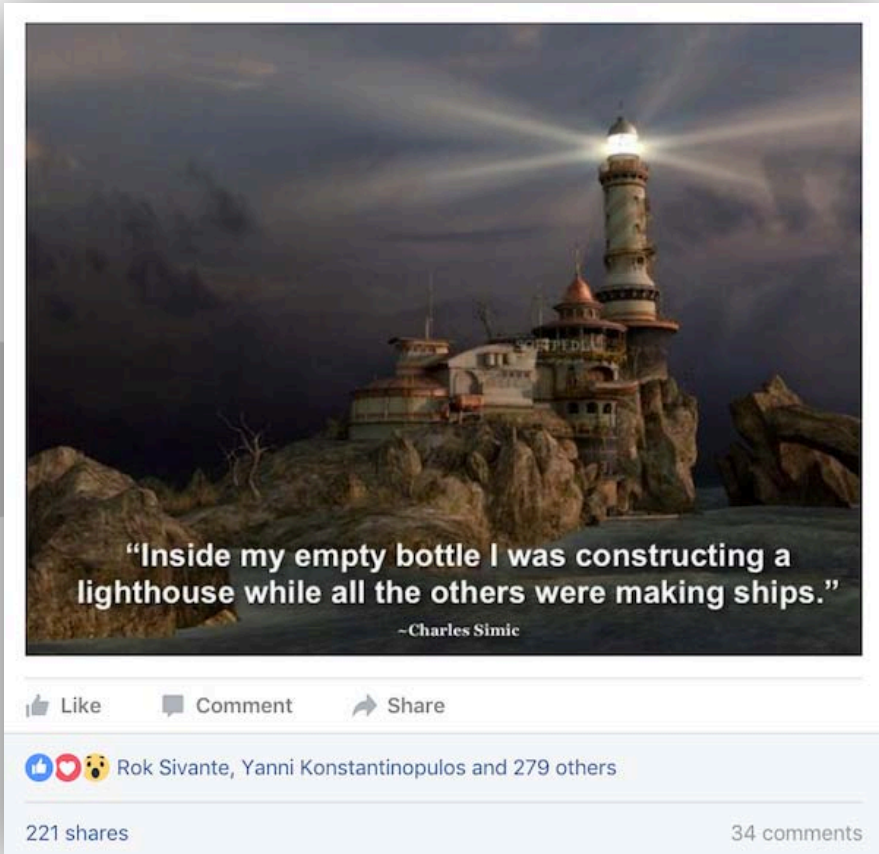 SOFTPEDIA
“Inside my empty bottle I was constructing a
lighthouse while all the others were making ships.”
~Charles Simic
Like Comment Share
Rok Sivante, Yanni Konstantinopulos and 279 others
221 shares 34 comments